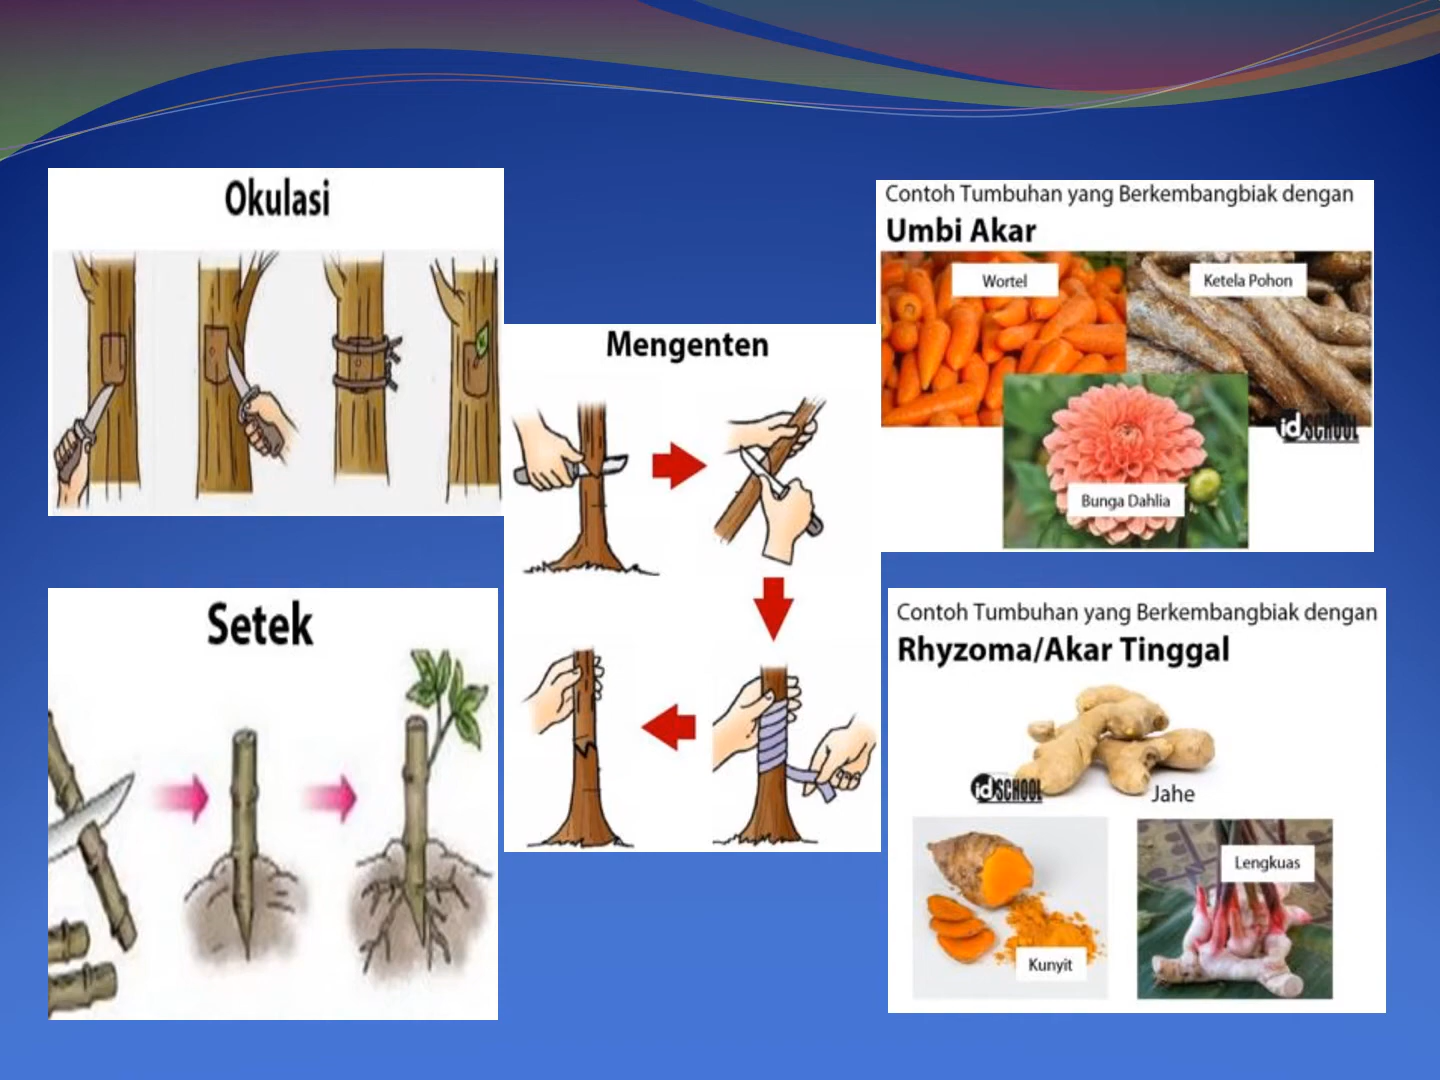 Okulasi
Setek
Mengenten
Contoh Tumbuhan yang Berkembangbiak dengan
Umbi Akar
Wortel
Ketela Pohon
Bunga Dahlia
idSCHOOL
Contoh Tumbuhan yang Berkembangbiak dengan
Rhyzoma/Akar Tinggal
idSCHOOL
Jahe
Lengkuas
Kunyit